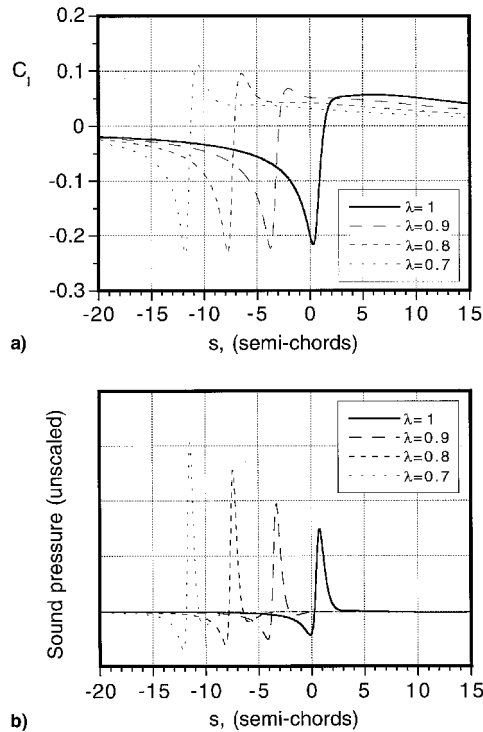 C_l
0.2
0.1
0
-0.1
-0.2
-0.3
λ=1
λ=0.9
λ=0.8
λ=0.7
-20 -15 -10 -5 0 5 10 15
s, (semi-chords)
a)
Sound pressure (unscaled)
λ=1
λ=0.9
λ=0.8
λ=0.7
-20 -15 -10 -5 0 5 10 15
s, (semi-chords)
b)